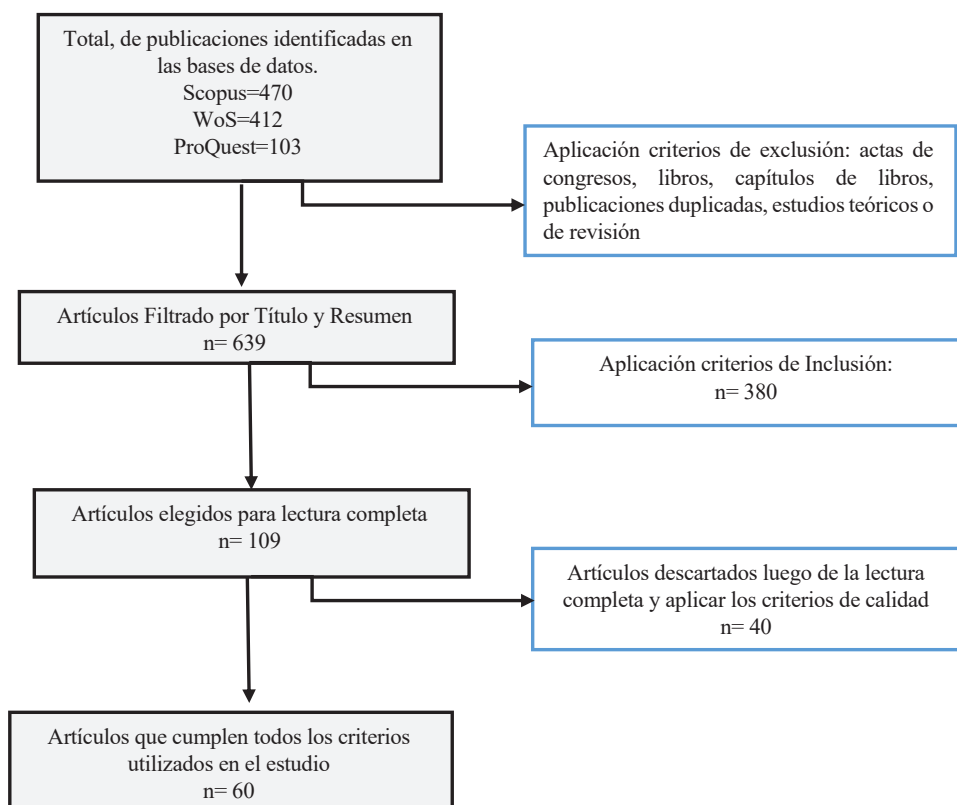 Total, de publicaciones identificadas en
las bases de datos.
Scopus=470
WoS=412
ProQuest=103
Aplicación criterios de exclusión: actas de
congresos, libros, capítulos de libros,
publicaciones duplicadas, estudios teóricos o
de revisión
Artículos Filtrado por Título y Resumen
n= 639
Aplicación criterios de Inclusión:
n= 380
Artículos elegidos para lectura completa
n= 109
Artículos descartados luego de la lectura
completa y aplicar los criterios de calidad
n= 40
Artículos que cumplen todos los criterios
utilizados en el estudio
n= 60